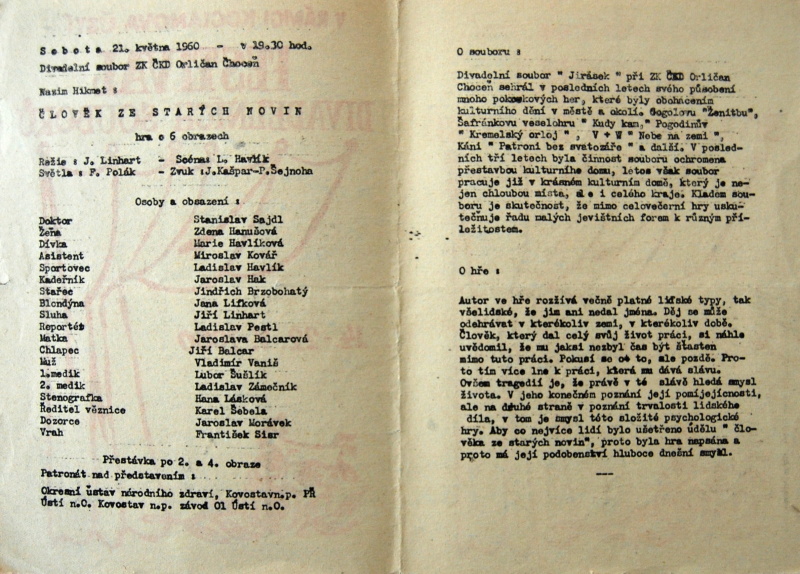 Sobota 21. května 1960 - v 19.30 hod.
Divadelní soubor ZK ČKD Orličan Choceň
Nazim Hikmet :
ČLOVĚK ZE STARÝCH NOVIN
hra o 6 obrazech
Režie : J. Linhart - Scéna: L. Havlík
Světla : F. Polák - Zvuk :J.Kašpar-P.Šejnoha
Osoby a obsazení :
Doktor Stanislav Sajdl
Žena Zdena Hanušová
Dívka Marie Havlíková
Asistent Miroslav Kovář
Sportovec Ladislav Havlík
Kadeřník Jaroslav Hak
Stařec Jindřich Brzobohatý
Blondýna Jana Lifková
Sluha Jiří Linhart
Reportér Ladislav Pestl
Matka Jaroslava Balcarová
Chlapec Jiří Balcar
Muž Vladimír Vanič
1.medik Lubor Sušlík
2. medik Ladislav Zámečník
Stenografka Hana Lásková
Ředitel věznice Karel Šebela
Dozorce Jaroslav Morávek
Vrah František Sisr
Přestávka po 2. a 4. obraze
Patronát nad představením :
Okresní ústav národního zdraví, Kovostavn.p. PŘ
Ústí n.O. Kovostav n.p. závod 01 Ústí n.O.
O souboru :
Divadelní soubor " Jirásek " při ZK ČKD Orličan
Choceň sehrál v posledních letech svého působení
mnoho pokrokových her, které byly obohacením
kulturního dění v městě a okolí. Gogolovu "Ženitbu",
Šafránkovu veselohru " Kudy kam," Pogodinův
" Kremelský orloj " , V + W " Nebe na zemi ",
Káni " Patroni bez svatozáře " a další. V posled-
ních tří letech byla činnost souboru ochromena
přestavbou kulturního domu, letos však soubor
pracuje již v krásném kulturním domě, který je ne-
jen chloubou místa, ale i celého kraje. Kladem sou-
boru je skutečnost, že mimo celovečerní hry usku-
tečnuje řadu malých jevištních forem k různým pří-
ležitostem.
O hře :
Autor ve hře rozžívá večně platné lidské typy, tak
všelidské, že jim ani nedal jména. Děj se může
odehrávat v kterékoliv zemi, v kterékoliv době.
Člověk, který dal celý svůj život práci, si náhle
uvědomil, že mu jaksi nezbyl čas být šťasten
mimo tuto práci. Pokusí se o to, ale pozdě. Pro-
to tím více lne k práci, která mu dává slávu.
Ovšem tragedií je, že právě v té slávě hledá smysl
života. V jeho konečném poznání její pomíjejícnosti,
ale na druhé straně v poznání trvalosti lidského
díla, v tom je smysl této složité psychologické
hry. Aby co nejvíce lidí bylo ušetřeno údělu " člo-
věka ze starých novin", proto byla hra napsána a
proto má její podobenství hluboce dnešní smysl.
---